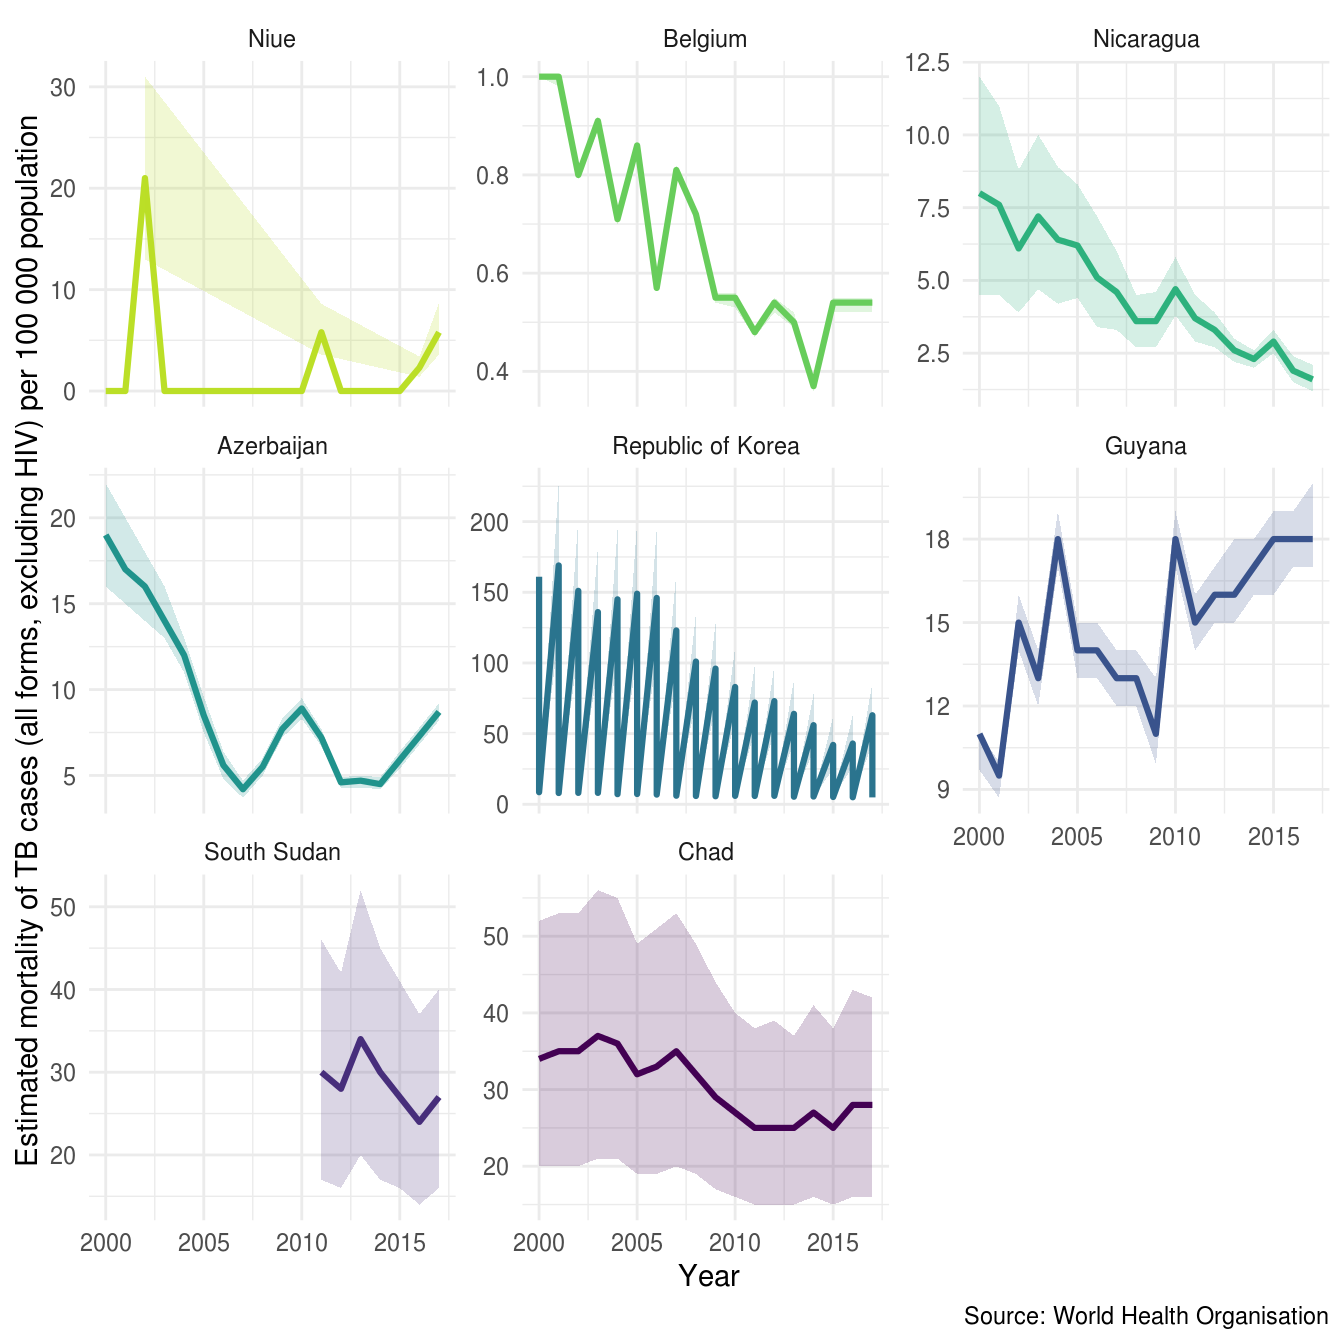 Niue
Belgium
Nicaragua
30
20
10
0
1.0
0.8
0.6
0.4
12.5
10.0
7.5
5.0
2.5
Estimated mortality of TB cases (all forms, excluding HIV) per 100 000 population
Azerbaijan
Republic of Korea
Guyana
20
15
10
5
200
150
100
50
0
18
15
12
9
2000 2005 2010 2015
South Sudan
Chad
50
40
30
20
50
40
30
20
2000 2005 2010 2015
2000 2005 2010 2015
Year
Source: World Health Organisation